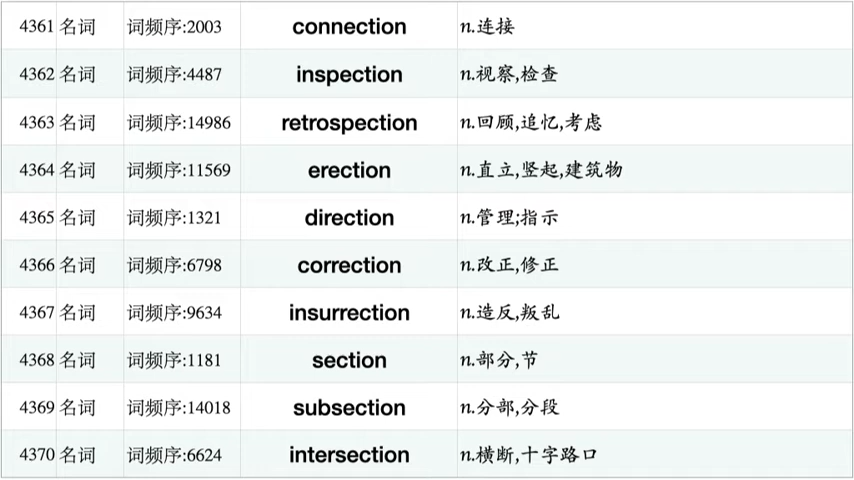 4361 名词 词频序:2003 connection n.连接
4362 名词 词频序:4487 inspection n.视察,检查
4363 名词 词频序:14986 retrospection n.回顾,追忆,考虑
4364 名词 词频序:11569 erection n.直立,竖起,建筑物
4365 名词 词频序:1321 direction n.管理;指示
4366 名词 词频序:6798 correction n.改正,修正
4367 名词 词频序:9634 insurrection n.造反,叛乱
4368 名词 词频序:1181 section n.部分,节
4369 名词 词频序:14018 subsection n.分部,分段
4370 名词 词频序:6624 intersection n.横断,十字路口